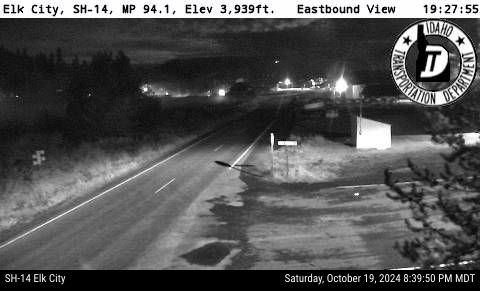 Elk City, SH-14, MP 94.1, Elev 3,939ft. Eastbound View 19:27:55
IDAHO
TRANSPORTATION DEPARTMENT
SH-14 Elk City Saturday, October 19, 2024 8:39:50 PM MDT